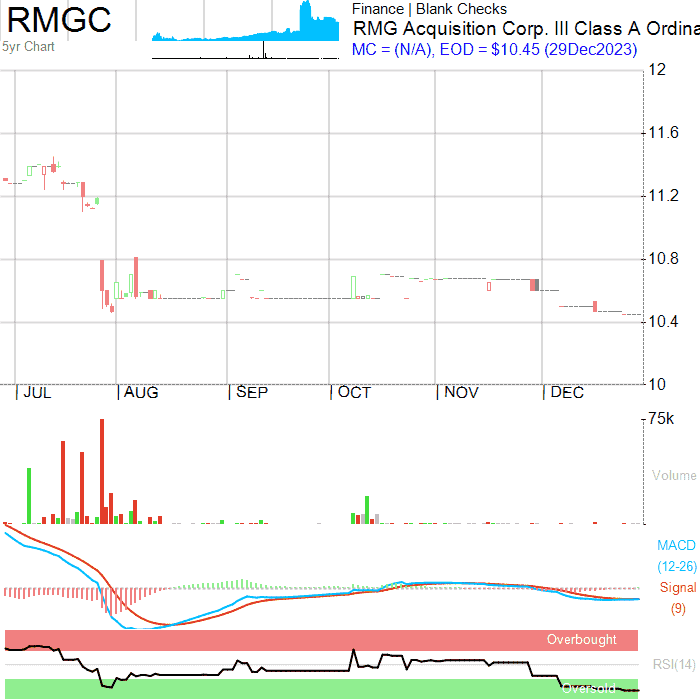 RMGC
5yr Chart
Finance | Blank Checks
RMG Acquisition Corp. III Class A Ordina
MC = (N/A), EOD = $10.45 (29Dec2023)
12
11.6
11.2
10.8
10.4
10
JUL AUG SEP OCT NOV DEC
75k
Volume
MACD
(12-26)
Signal
(9)
Overbought
RSI(14)
Oversold